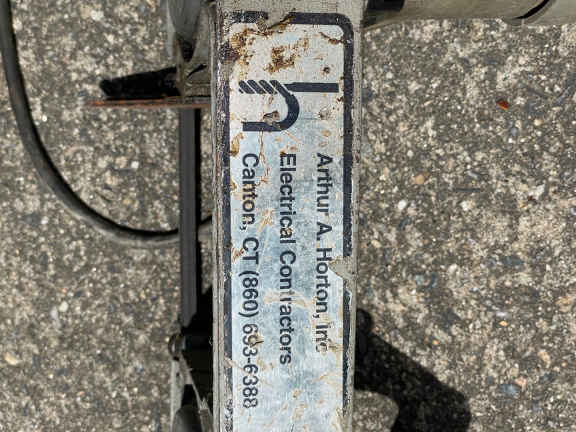 Arthur A. Horton, Inc
Electrical Contractors
Canton, CT (860) 693-6388